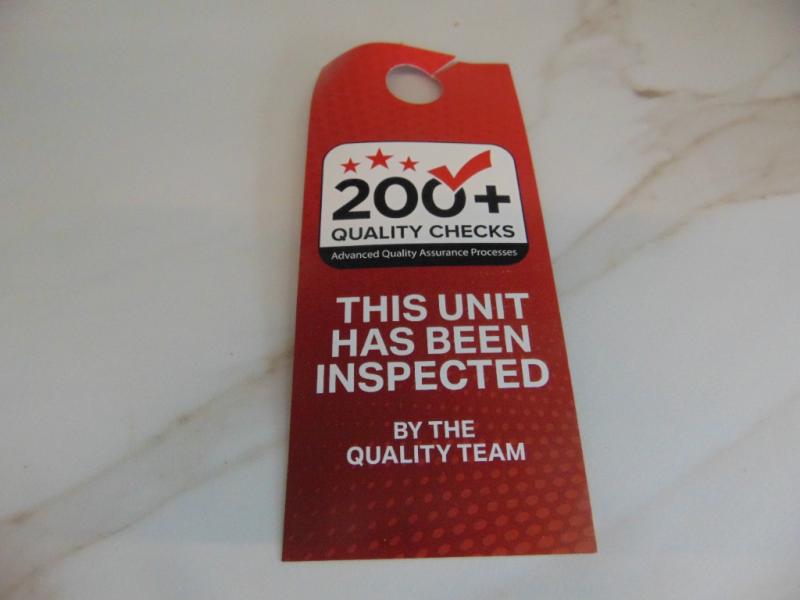 200+
QUALITY CHECKS
Advanced Quality Assurance Processes
THIS UNIT
HAS BEEN
INSPECTED
BY THE
QUALITY TEAM